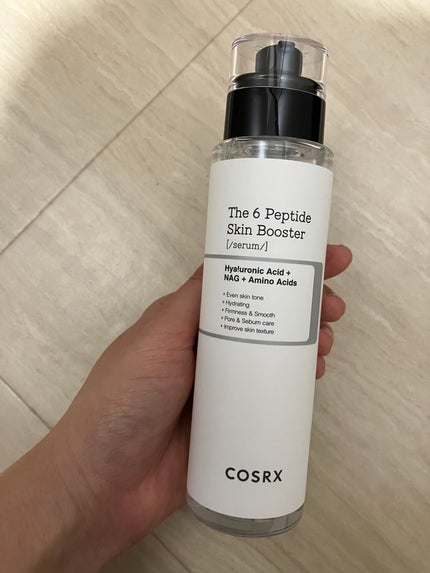 The 6 Peptide
Skin Booster
[/serum/]
Hyaluronic Acid +
NAG + Amino Acids
• Even skin tone
• Hydrating
• Firmness & Smooth
• Pore & Sebum care
• Improve skin texture
COSRX